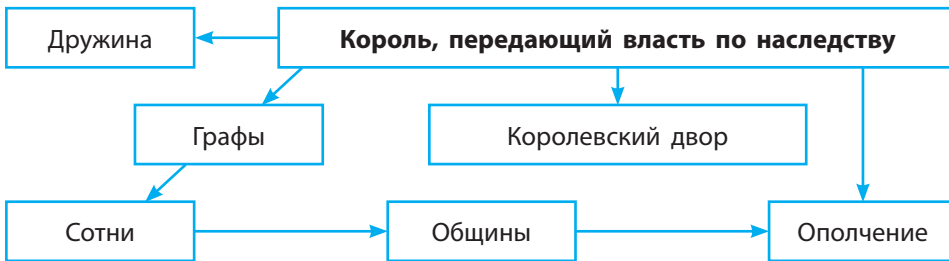 Дружина
Король, передающий власть по наследству
Графы
Королевский двор
Сотни
Общины
Ополчение